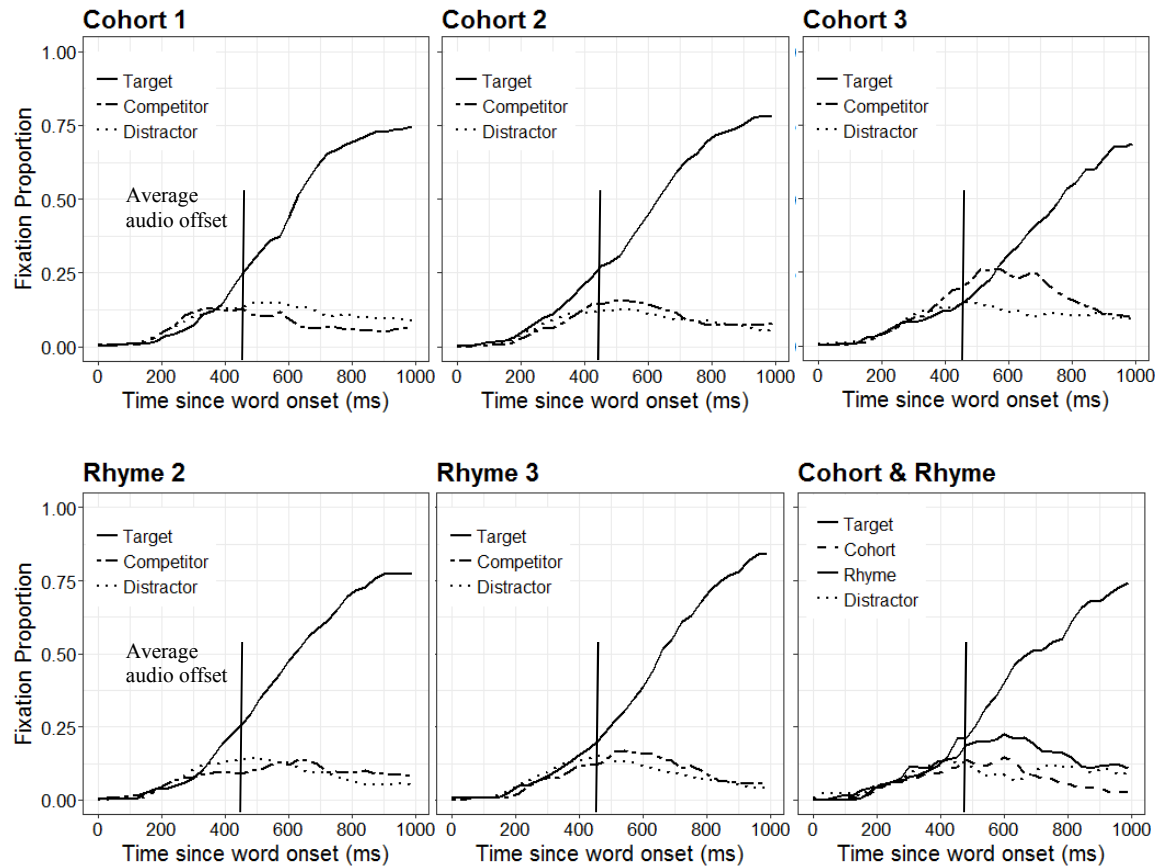 Cohort 1
Cohort 2
Cohort 3
1.00
0.75
0.50
0.25
0.00
Fixation Proportion
Target
Competitor
Distractor
Average
audio offset
Target
Competitor
Distractor
Target
Competitor
Distractor
0 200 400 600 800 1000
0 200 400 600 800 1000
0 200 400 600 800 1000
Time since word onset (ms)
Time since word onset (ms)
Time since word onset (ms)
Rhyme 2
Rhyme 3
Cohort & Rhyme
1.00
0.75
0.50
0.25
0.00
Fixation Proportion
Target
Competitor
Distractor
Average
audio offset
Target
Competitor
Distractor
Target
Cohort
Rhyme
Distractor
0 200 400 600 800 1000
0 200 400 600 800 1000
0 200 400 600 800 1000
Time since word onset (ms)
Time since word onset (ms)
Time since word onset (ms)